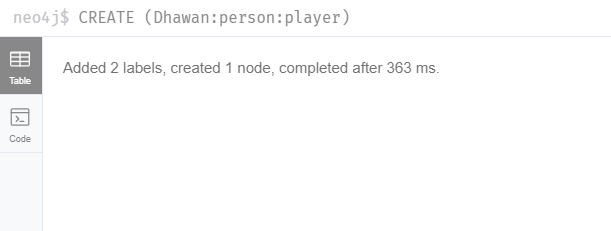 neo4j$ CREATE (Dhawan:person:player)
Table
Added 2 labels, created 1 node, completed after 363 ms.
Code